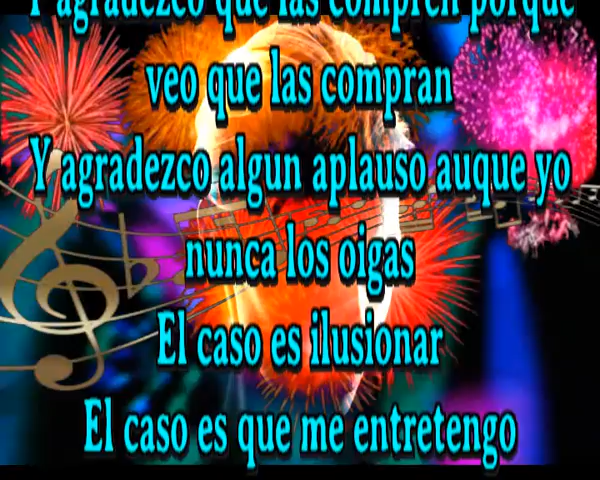 Y agradezco que las compren porque
veo que las compran
Y agradezco algun aplauso auque yo
nunca los oigas
El caso es ilusionar
El caso es que me entretengo